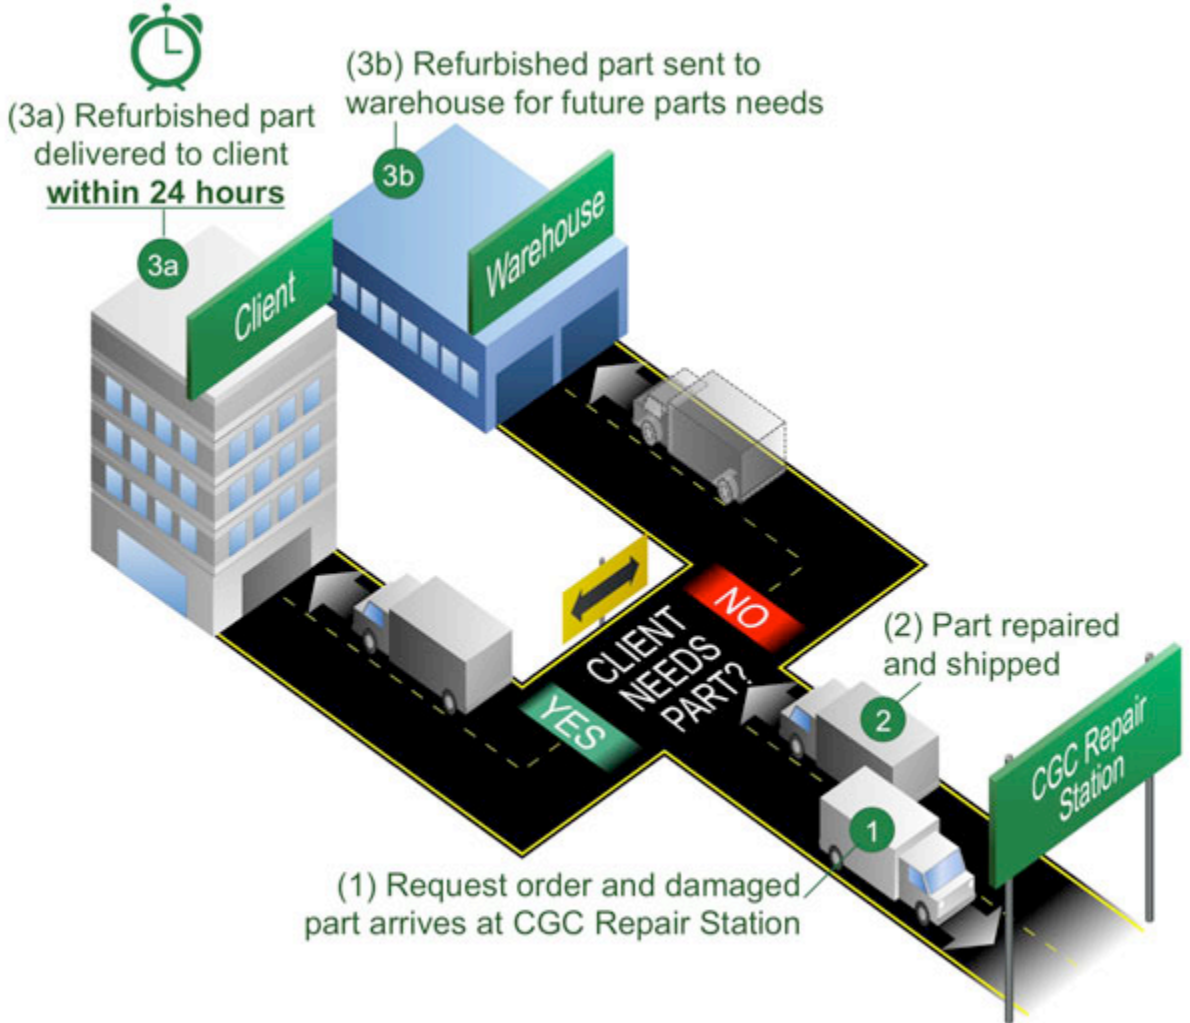 (3a) Refurbished part
delivered to client
within 24 hours
(3b) Refurbished part sent to
warehouse for future parts needs
3a
3b
Client
Warehouse
NO
CLIENT
NEEDS
PART?
YES
(2) Part repaired
and shipped
2
CGC Repair
Station
1
(1) Request order and damaged
part arrives at CGC Repair Station